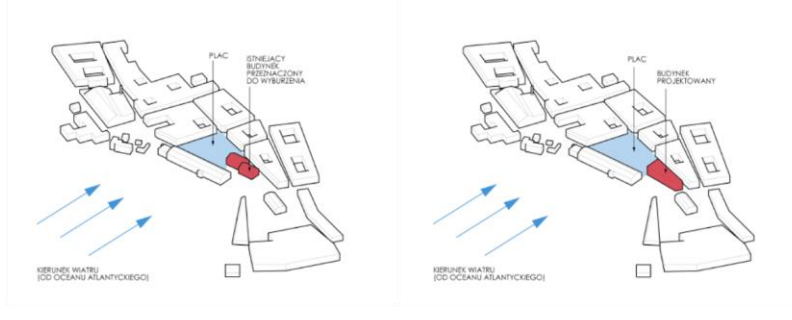 PLAC
ISTNIEJĄCY
BUDYNEK
PRZEZNACZONY
DO WYBURZENIA
KIERUNEK WIATRU
(OD OCEANU ATLANTYCKIEGO)
PLAC
BUDYNEK
PROJEKTOWANY
KIERUNEK WIATRU
(OD OCEANU ATLANTYCKIEGO)